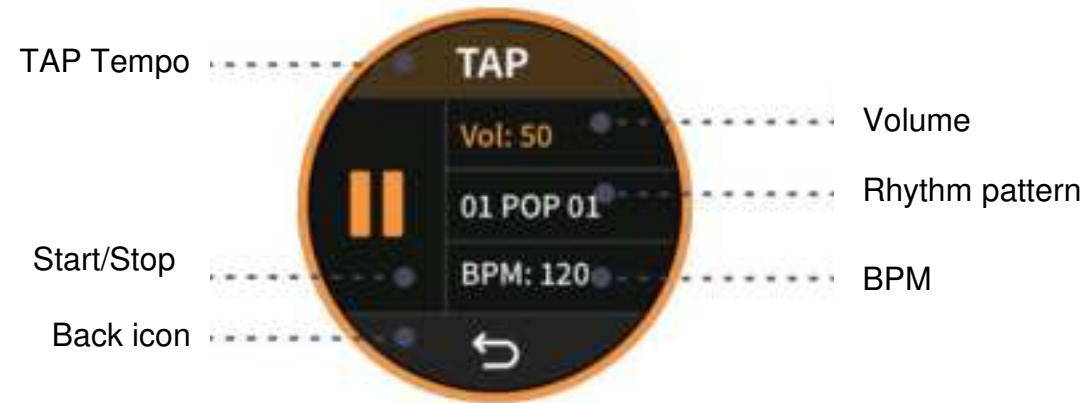 TAP Tempo
TAP
Vol: 50
Volume
01 POP 01
Rhythm pattern
Start/Stop
BPM: 120
BPM
Back icon